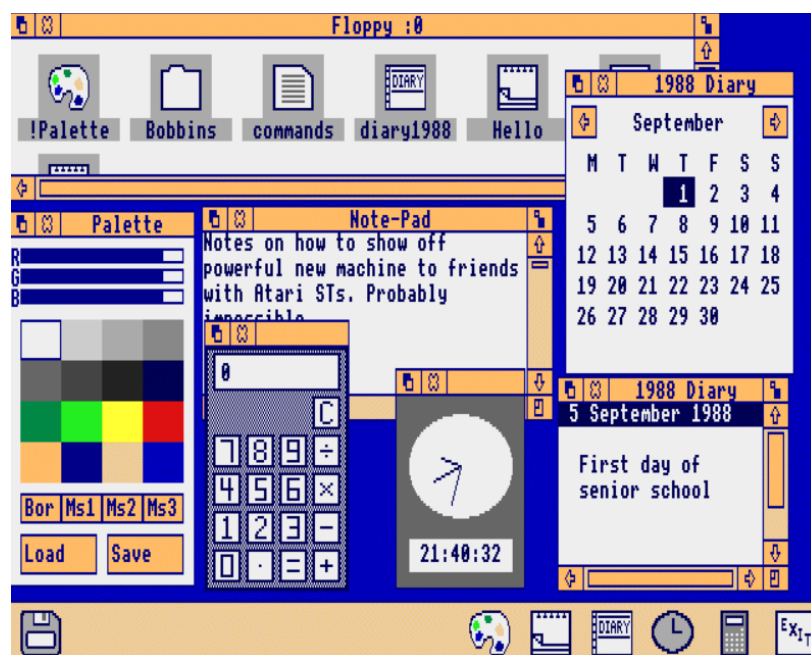 Floppy :0
!Palette Bobbins commands diary1988 Hello
DIARY
1988 Diary
September
M T W T F S S
1 2 3 4
5 6 7 8 9 10 11
12 13 14 15 16 17 18
19 20 21 22 23 24 25
26 27 28 29 30
Palette
R
G
B
Bor Ms1 Ms2 Ms3
Load Save
Note-Pad
Notes on how to show off
powerful new machine to friends
with Atari STs. Probably
impossible
0
C
7 8 9 ÷
4 5 6 ×
1 2 3 -
0 . = +
21:40:32
1988 Diary
5 September 1988
First day of
senior school
DIARY
EXIT